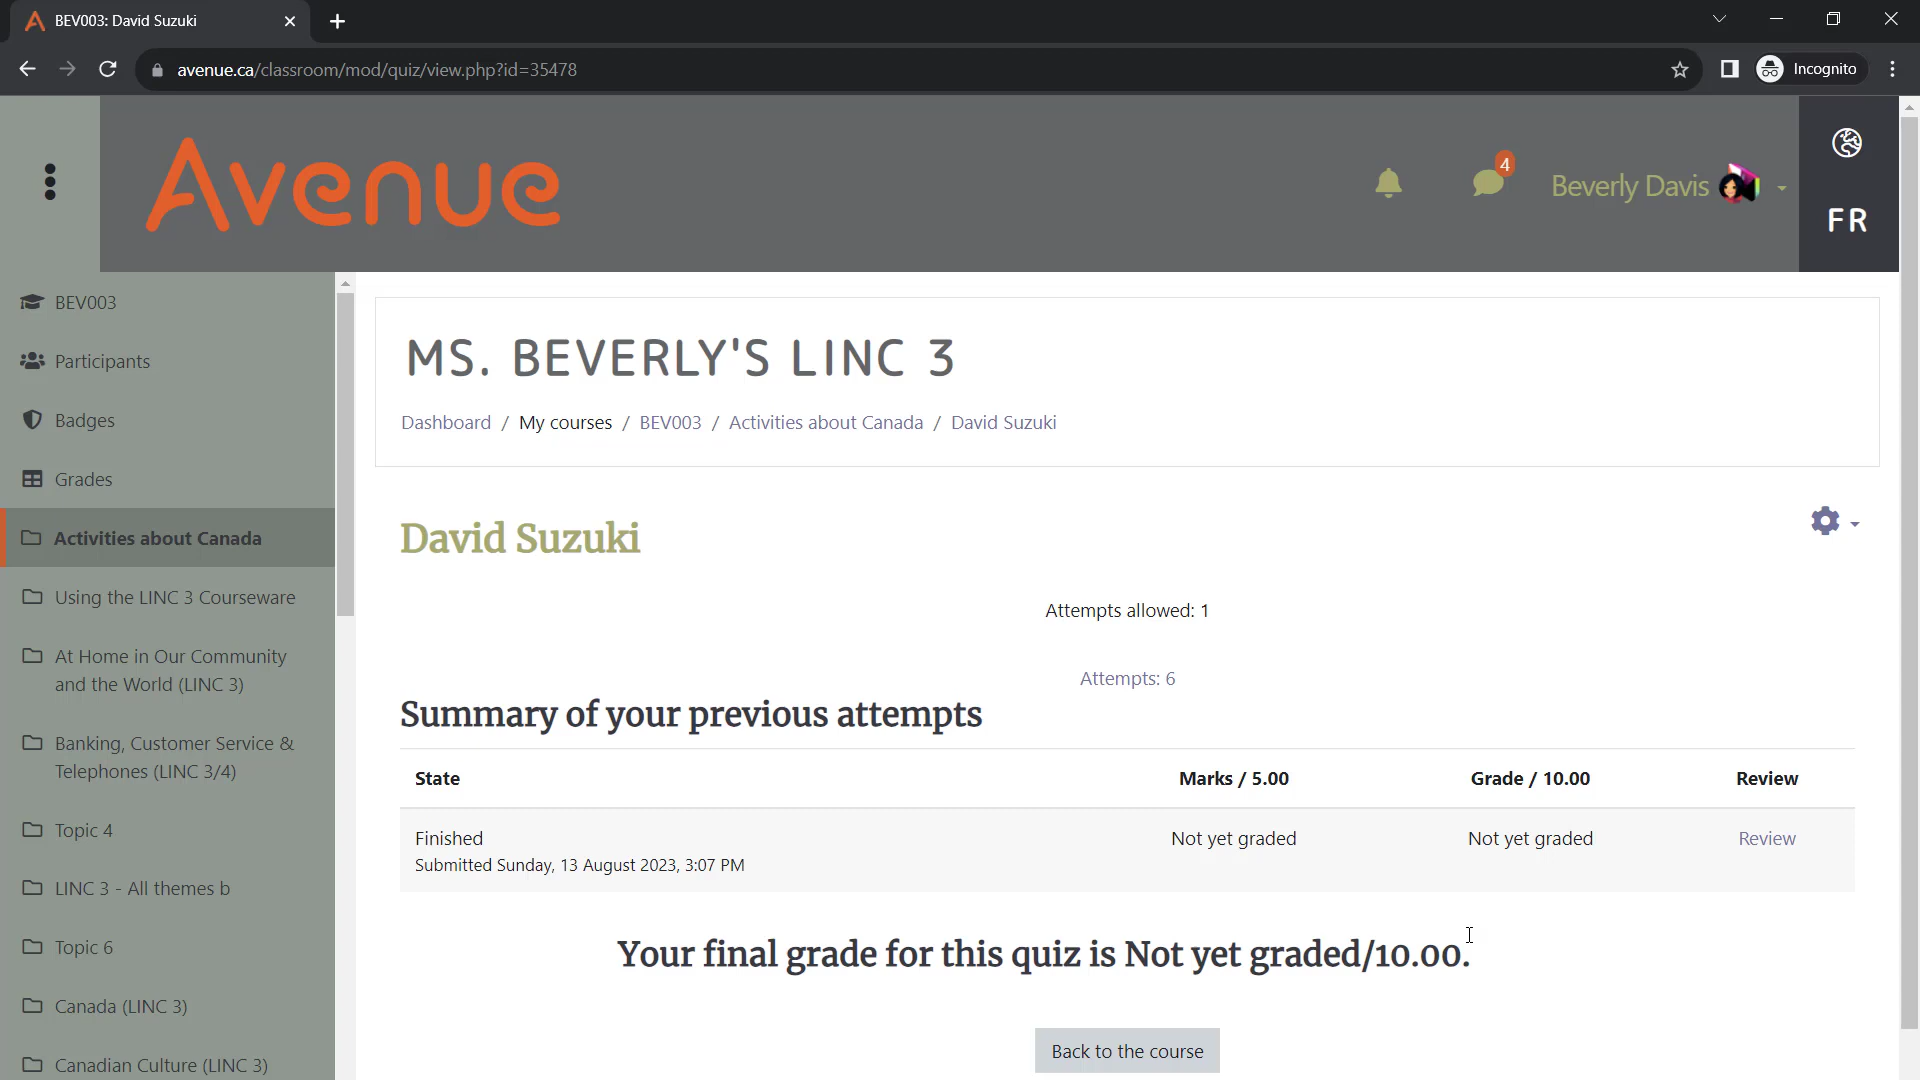 BEV003: David Suzuki
avenue.ca/classroom/mod/quiz/view.php?id=35478
Incognito
Avenue
4
Beverly Davis
FR
BEV003
Participants
Badges
Grades
Activities about Canada
Using the LINC 3 Courseware
At Home in Our Community
and the World (LINC 3)
Banking, Customer Service &
Telephones (LINC 3/4)
Topic 4
LINC 3 - All themes b
Topic 6
Canada (LINC 3)
Canadian Culture (LINC 3)
MS. BEVERLY'S LINC 3
Dashboard / My courses / BEV003 / Activities about Canada / David Suzuki
David Suzuki
Attempts allowed: 1
Attempts: 6
Summary of your previous attempts
State Marks / 5.00 Grade / 10.00 Review
Finished Not yet graded Not yet graded Review
Submitted Sunday, 13 August 2023, 3:07 PM
Your final grade for this quiz is Not yet graded/10.00.
Back to the course